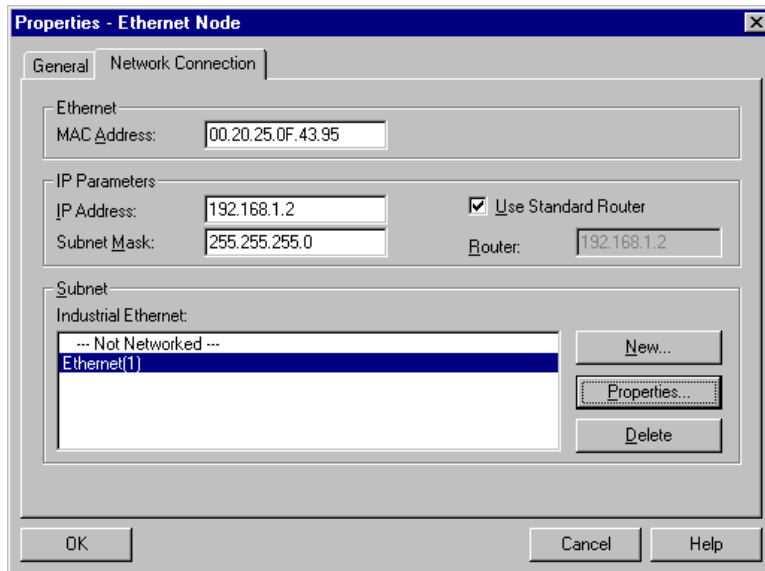 Properties - Ethernet Node
General Network Connection
Ethernet
MAC Address: 00.20.25.0F.43.95
IP Parameters
IP Address: 192.168.1.2 Use Standard Router
Subnet Mask: 255.255.255.0 Router: 192.168.1.2
Subnet
Industrial Ethernet:
--- Not Networked --- New...
Ethernet(1)
Properties...
Delete
OK Cancel Help